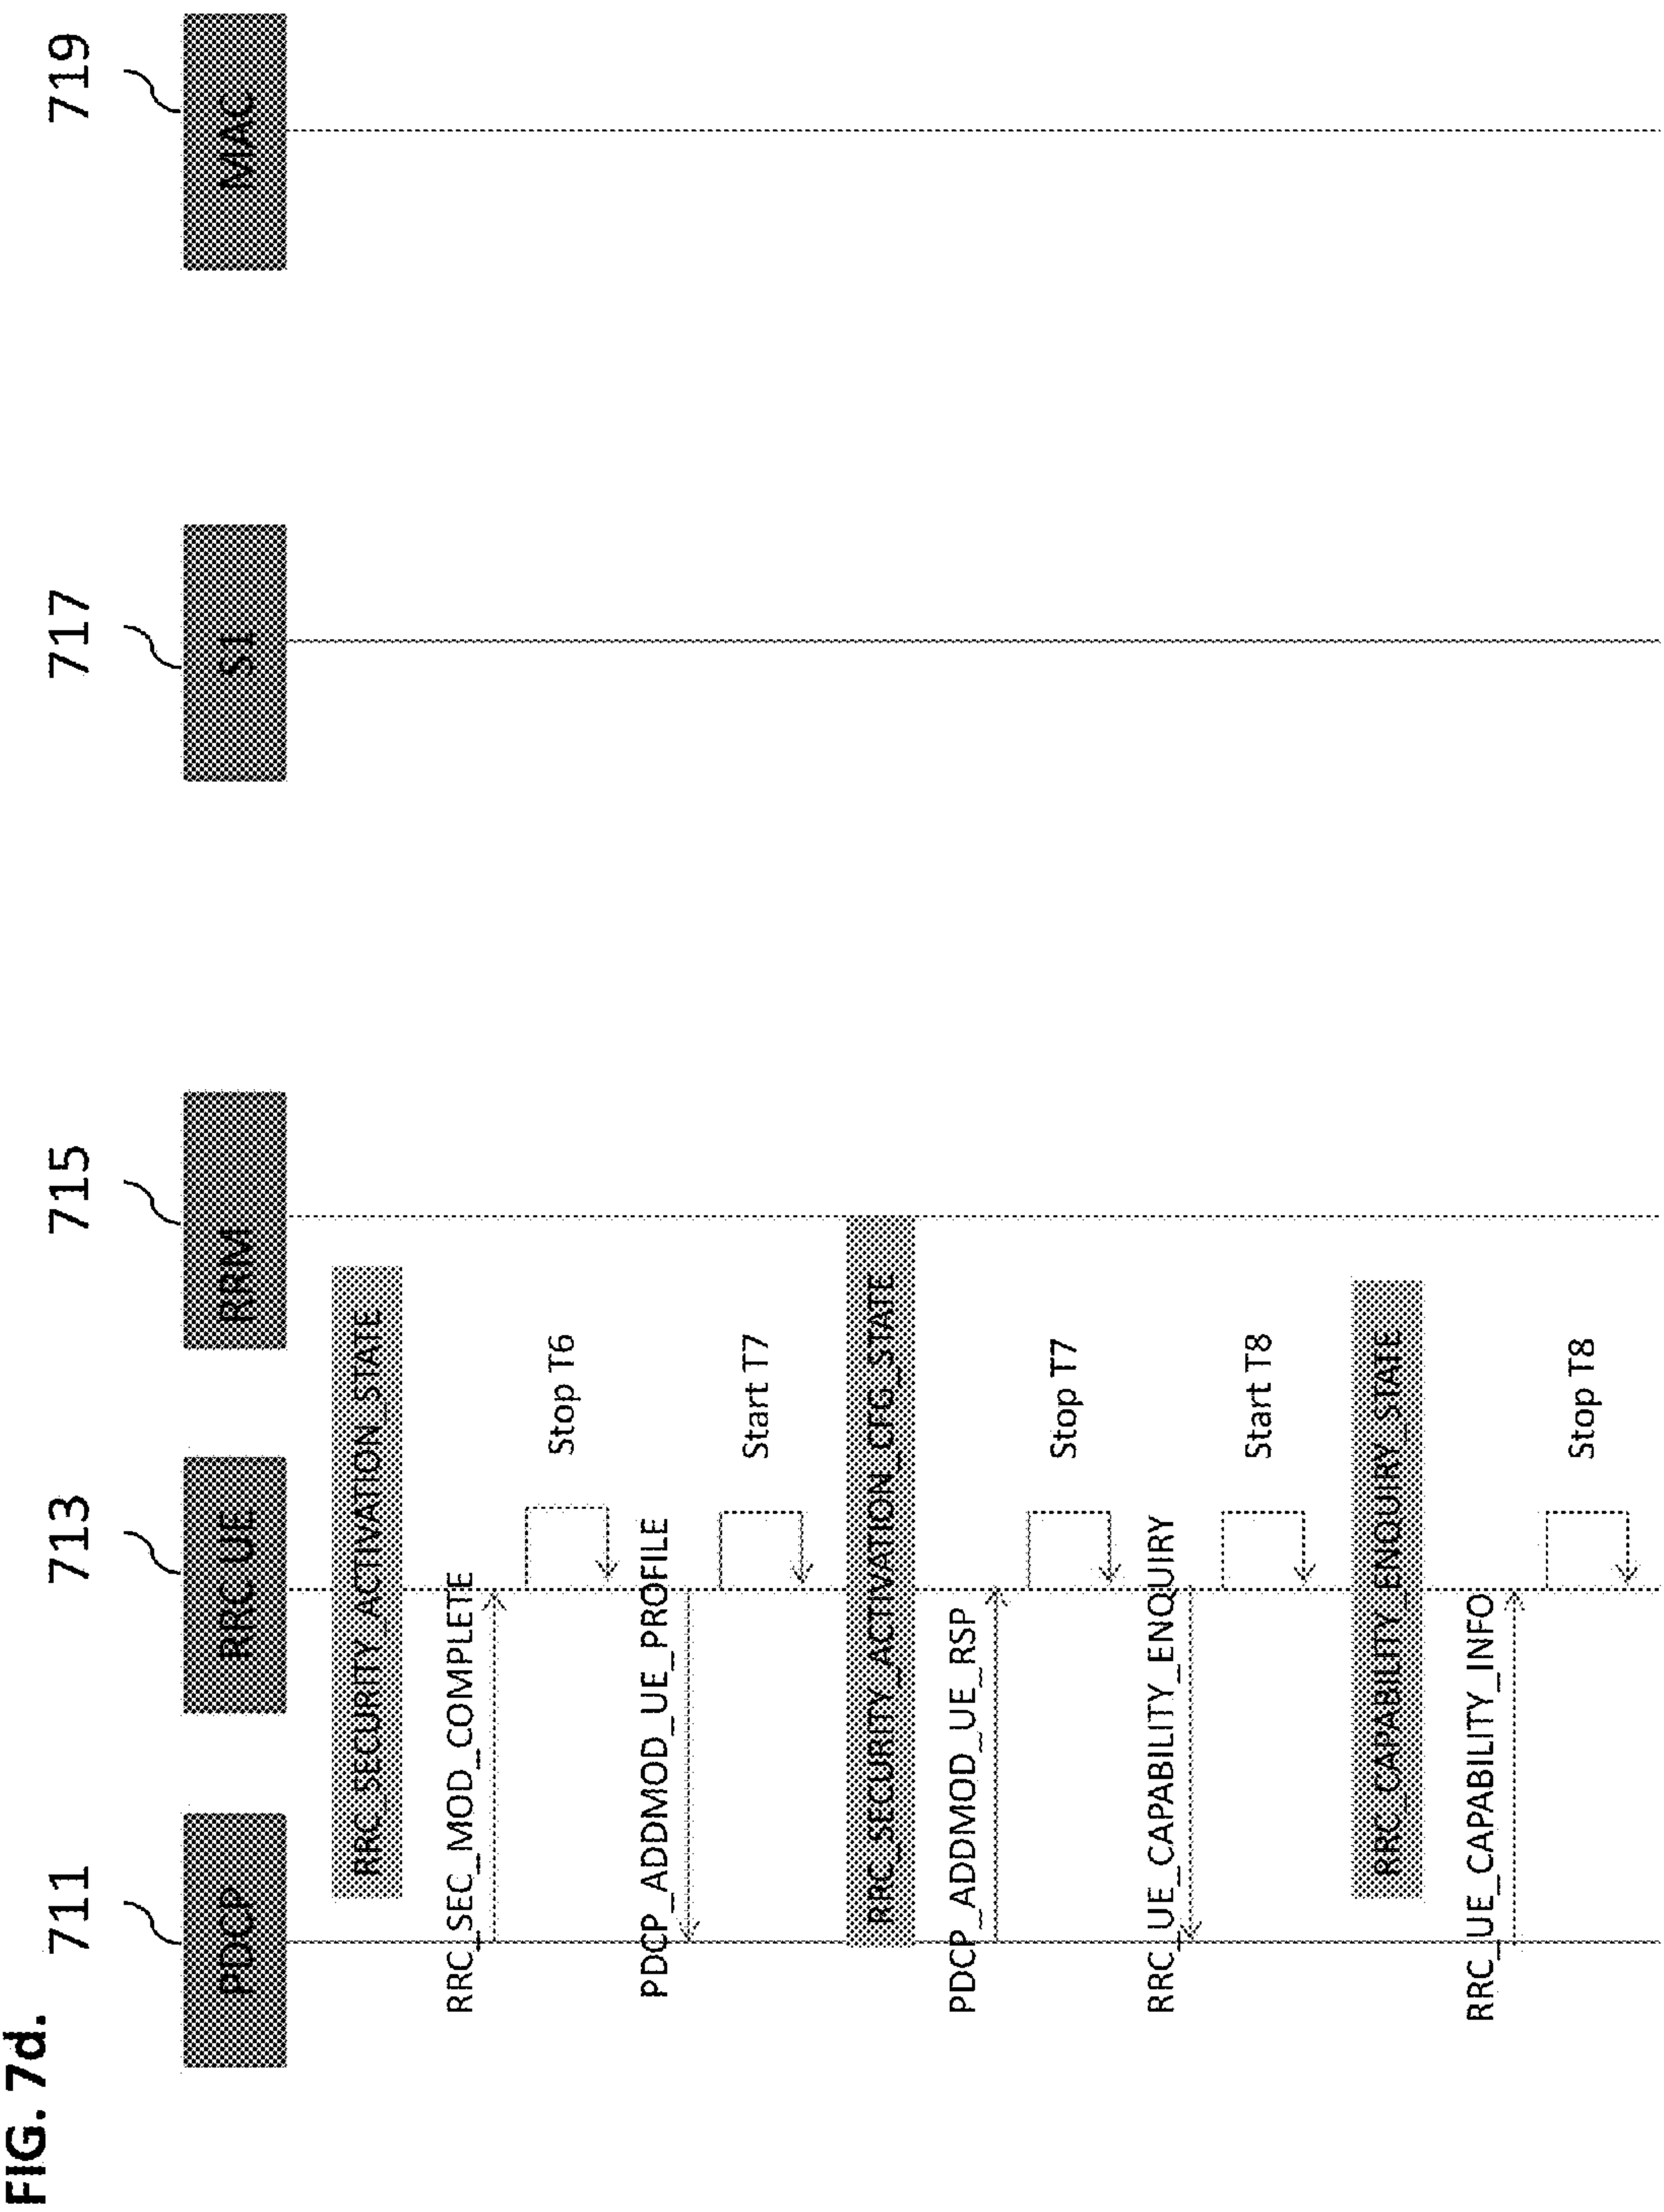 FIG. 7d.
711
713
715
717
719
PDCP
RRC UE
RRM
S1
MAC
RRC_SECURITY_ACTIVATION_STATE
RRC_SEC_MOD_COMPLETE
Stop T6
PDCP_ADDMOD_UE_PROFILE
Start T7
RRC_SECURITY_ACTIVATION_CFG_STATE
PDCP_ADDMOD_UE_RSP
Stop T7
RRC_UE_CAPABILITY_ENQUIRY
Start T8
RRC_CAPABILITY_ENQUIRY_STATE
RRC_UE_CAPABILITY_INFO
Stop T8